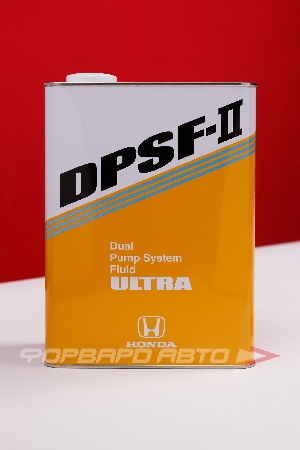 DPSF-II
Dual
Pump System
Fluid
ULTRA
HONDA
ФОРВАРД АВТО